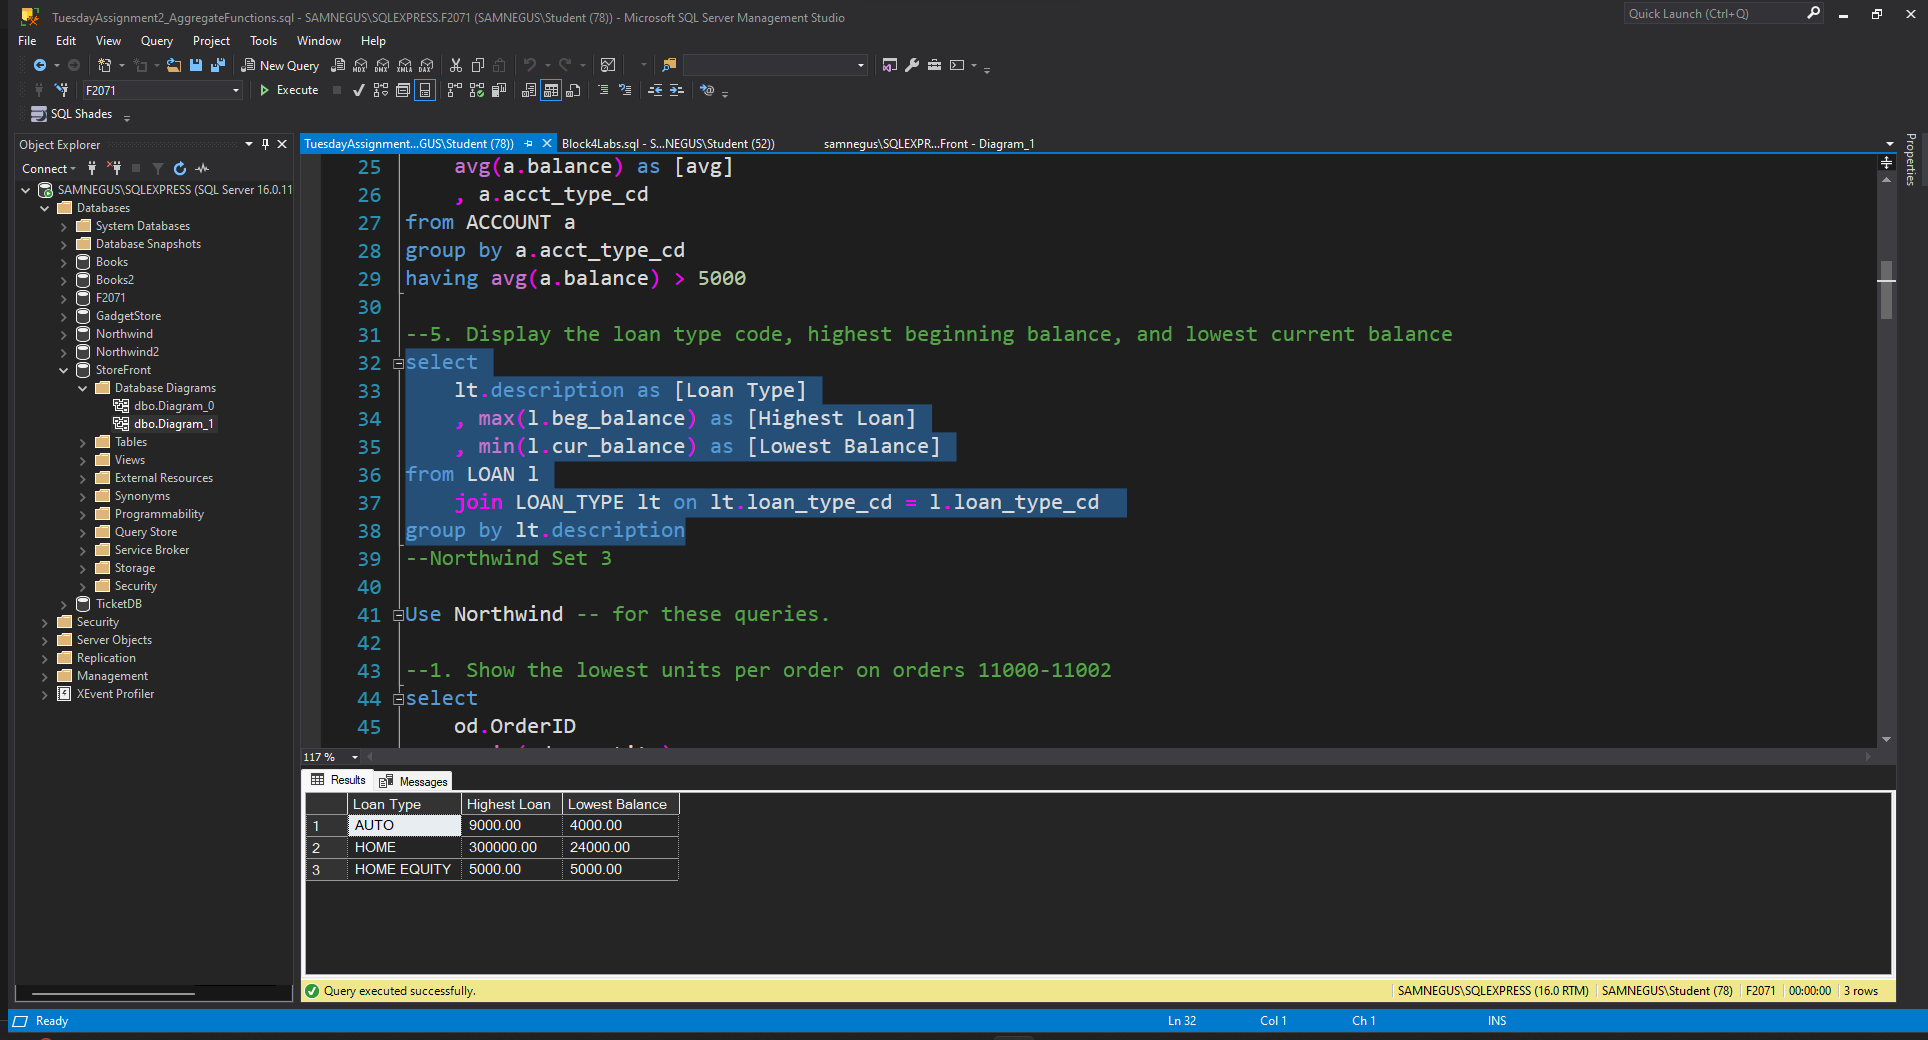 TuesdayAssignment2_AggregateFunctions.sql - SAMNEGUS\SQLEXPRESS.F2071 (SAMNEGUS\Student (78)) - Microsoft SQL Server Management Studio
Quick Launch (Ctrl+Q)
File Edit View Query Project Tools Window Help
New Query
MDX DMX XMLA DAX
F2071
Execute
SQL Shades
Object Explorer
Connect
SAMNEGUS\SQLEXPRESS (SQL Server 16.0.11
Databases
System Databases
Database Snapshots
Books
Books2
F2071
GadgetStore
Northwind
Northwind2
StoreFront
Database Diagrams
dbo.Diagram_0
dbo.Diagram_1
Tables
Views
External Resources
Synonyms
Programmability
Query Store
Service Broker
Storage
Security
TicketDB
Security
Server Objects
Replication
Management
XEvent Profiler
TuesdayAssignment...GUS\Student (78))
Block4Labs.sql - S...NEGUS\Student (52))
samnegus\SQLEXPR...Front - Diagram_1
Properties
25 avg(a.balance) as [avg]
26 , a.acct_type_cd
27 from ACCOUNT a
28 group by a.acct_type_cd
29 having avg(a.balance) > 5000
30
31 --5. Display the loan type code, highest beginning balance, and lowest current balance
32 select
33 lt.description as [Loan Type]
34 , max(l.beg_balance) as [Highest Loan]
35 , min(l.cur_balance) as [Lowest Balance]
36 from LOAN l
37 join LOAN_TYPE lt on lt.loan_type_cd = l.loan_type_cd
38 group by lt.description
39 --Northwind Set 3
40
41 Use Northwind -- for these queries.
42
43 --1. Show the lowest units per order on orders 11000-11002
44 select
45 od.OrderID
117 %
Results Messages
Loan Type Highest Loan Lowest Balance
1 AUTO 9000.00 4000.00
2 HOME 300000.00 24000.00
3 HOME EQUITY 5000.00 5000.00
Query executed successfully.
SAMNEGUS\SQLEXPRESS (16.0 RTM) SAMNEGUS\Student (78) F2071 00:00:00 3 rows
Ready
Ln 32 Col 1 Ch 1 INS